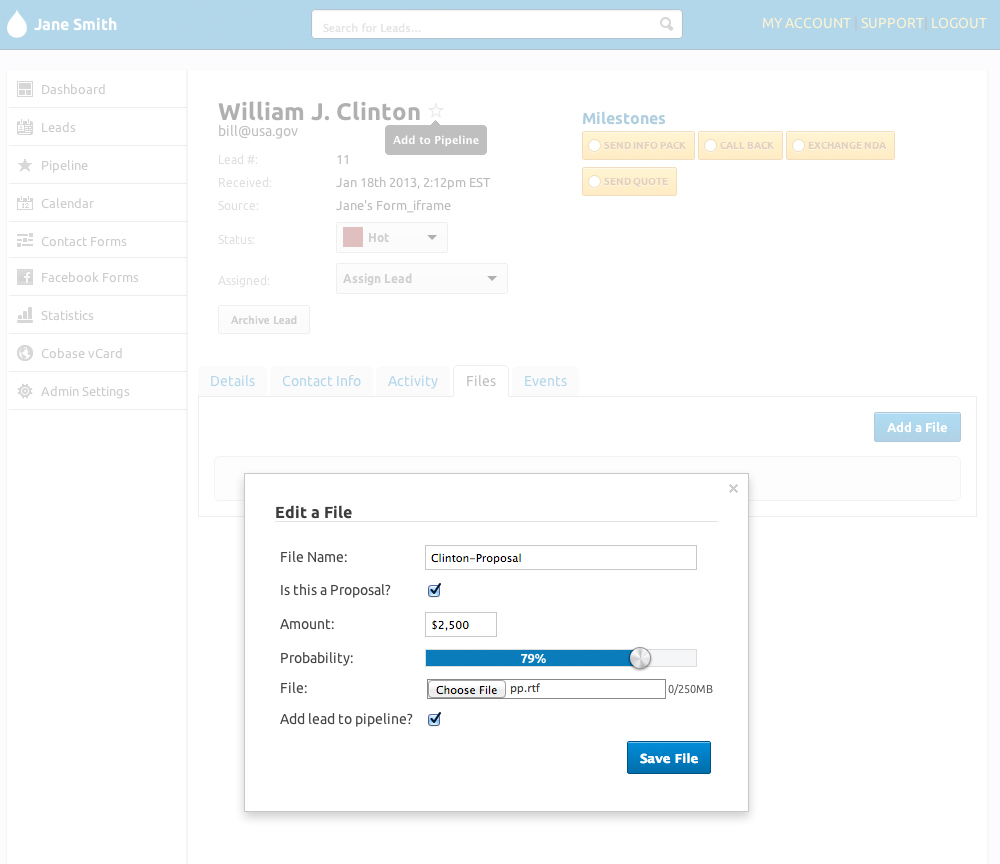 Jane Smith
Search for Leads...
MY ACCOUNT | SUPPORT | LOGOUT
Dashboard
Leads
Pipeline
Calendar
Contact Forms
Facebook Forms
Statistics
Cobase vCard
Admin Settings
William J. Clinton
bill@usa.gov
Add to Pipeline
Lead #: 11
Received: Jan 18th 2013, 2:12pm EST
Source: Jane's Form_iframe
Status: Hot
Assigned: Assign Lead
Archive Lead
Milestones
SEND INFO PACK CALL BACK EXCHANGE NDA
SEND QUOTE
Details Contact Info Activity Files Events
Add a File
×
Edit a File
File Name: Clinton-Proposal
Is this a Proposal?
Amount: $2,500
Probability: 79%
File: Choose File pp.rtf 0/250MB
Add lead to pipeline?
Save File